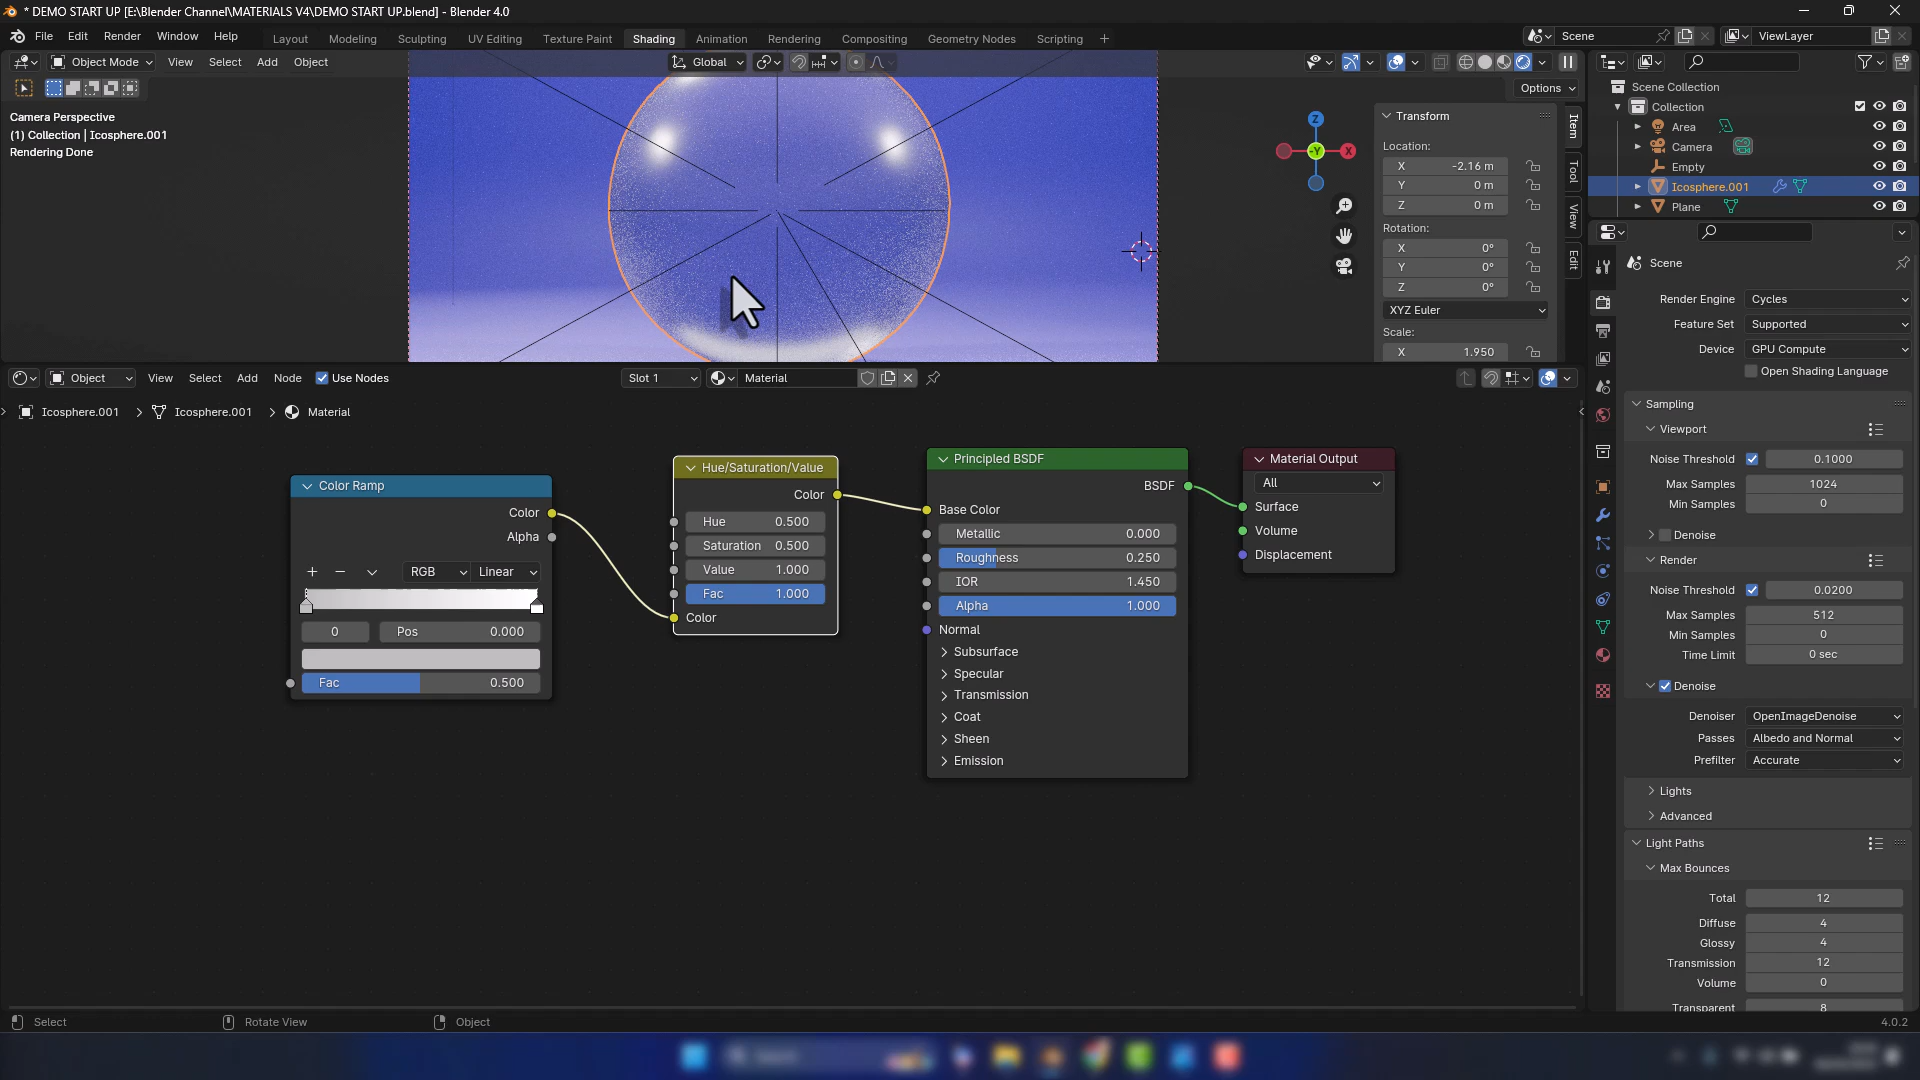 * DEMO START UP [E:\Blender Channel\MATERIALS V4\DEMO START UP.blend] - Blender 4.0
File Edit Render Window Help Layout Modeling Sculpting UV Editing Texture Paint Shading Animation Rendering Compositing Geometry Nodes Scripting + Scene ViewLayer
Object Mode View Select Add Object Global
Options
Camera Perspective
(1) Collection | Icosphere.001
Rendering Done
Z
-Y X
Transform
Location:
X -2.16 m
Y 0 m
Z 0 m
Rotation:
X 0°
Y 0°
Z 0°
XYZ Euler
Scale:
X 1.950
Item
Tool
View
Edit
Scene Collection
Collection
Area
Camera
Empty
Icosphere.001
Plane
Object View Select Add Node Use Nodes Slot 1 Material
Icosphere.001 > Icosphere.001 > Material
Color Ramp
Color
Alpha
+ − RGB Linear
0 Pos 0.000
Fac 0.500
Hue/Saturation/Value
Color
Hue 0.500
Saturation 0.500
Value 1.000
Fac 1.000
Color
Principled BSDF
BSDF
Base Color
Metallic 0.000
Roughness 0.250
IOR 1.450
Alpha 1.000
Normal
Subsurface
Specular
Transmission
Coat
Sheen
Emission
Material Output
All
Surface
Volume
Displacement
Scene
Render Engine Cycles
Feature Set Supported
Device GPU Compute
Open Shading Language
Sampling
Viewport
Noise Threshold 0.1000
Max Samples 1024
Min Samples 0
Denoise
Render
Noise Threshold 0.0200
Max Samples 512
Min Samples 0
Time Limit 0 sec
Denoise
Denoiser OpenImageDenoise
Passes Albedo and Normal
Prefilter Accurate
Lights
Advanced
Light Paths
Max Bounces
Total 12
Diffuse 4
Glossy 4
Transmission 12
Volume 0
Transparent 8
Select Rotate View Object 4.0.2
Search